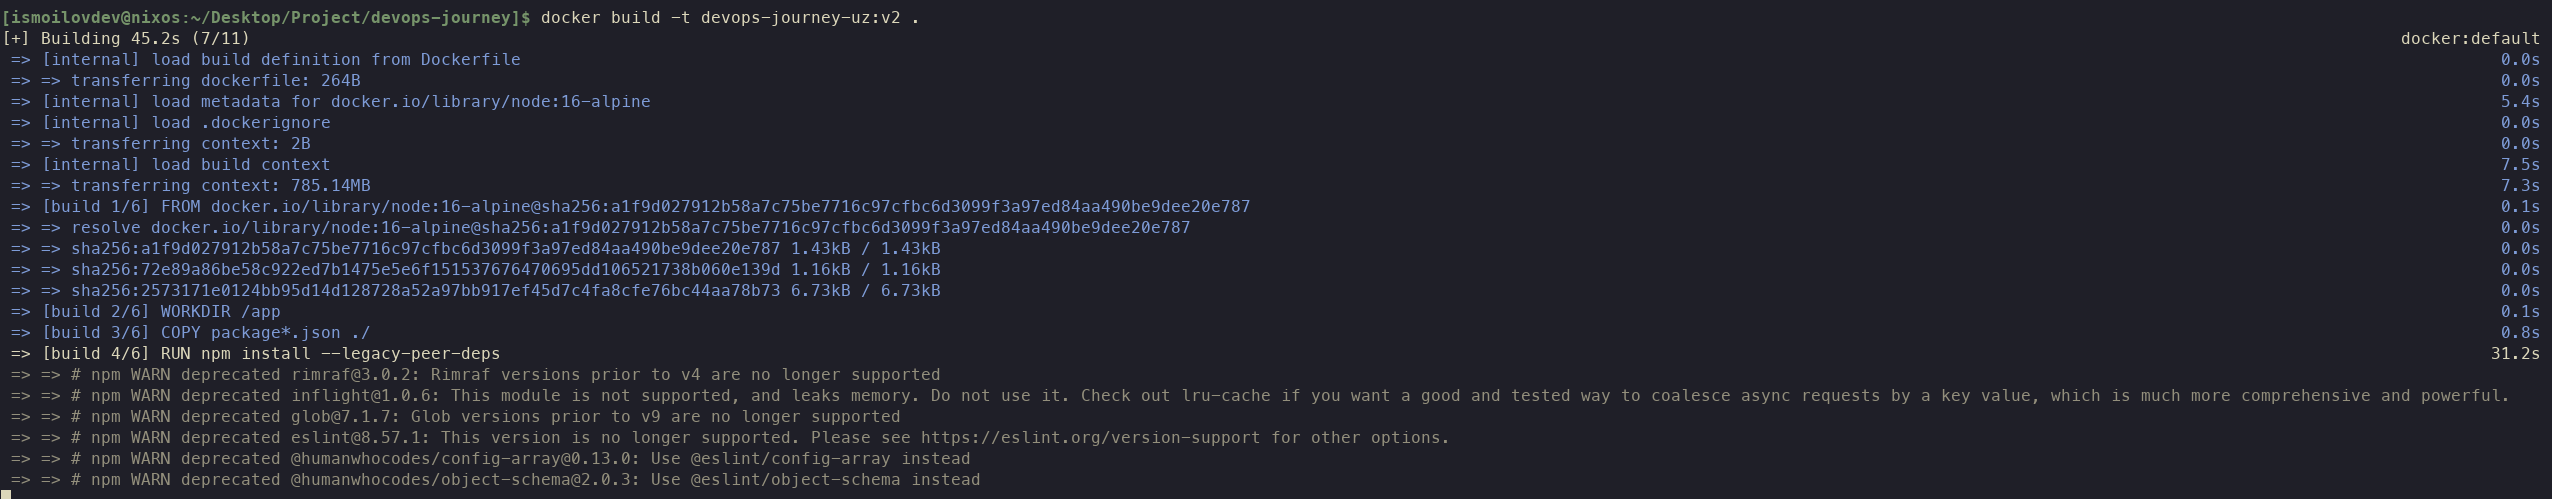 [ismoilovdev@nixos:~/Desktop/Project/devops-journey]$ docker build -t devops-journey-uz:v2 .
[+] Building 45.2s (7/11) docker:default
=> [internal] load build definition from Dockerfile 0.0s
=> => transferring dockerfile: 264B 0.0s
=> [internal] load metadata for docker.io/library/node:16-alpine 5.4s
=> [internal] load .dockerignore 0.0s
=> => transferring context: 2B 0.0s
=> [internal] load build context 7.5s
=> => transferring context: 785.14MB 7.3s
=> [build 1/6] FROM docker.io/library/node:16-alpine@sha256:a1f9d027912b58a7c75be7716c97cfbc6d3099f3a97ed84aa490be9dee20e787 0.1s
=> => resolve docker.io/library/node:16-alpine@sha256:a1f9d027912b58a7c75be7716c97cfbc6d3099f3a97ed84aa490be9dee20e787 0.0s
=> => sha256:a1f9d027912b58a7c75be7716c97cfbc6d3099f3a97ed84aa490be9dee20e787 1.43kB / 1.43kB 0.0s
=> => sha256:72e89a86be58c922ed7b1475e5e6f151537676470695dd106521738b060e139d 1.16kB / 1.16kB 0.0s
=> => sha256:2573171e0124bb95d14d128728a52a97bb917ef45d7c4fa8cfe76bc44aa78b73 6.73kB / 6.73kB 0.0s
=> [build 2/6] WORKDIR /app 0.1s
=> [build 3/6] COPY package*.json ./ 0.8s
=> [build 4/6] RUN npm install --legacy-peer-deps 31.2s
=> => # npm WARN deprecated rimraf@3.0.2: Rimraf versions prior to v4 are no longer supported
=> => # npm WARN deprecated inflight@1.0.6: This module is not supported, and leaks memory. Do not use it. Check out lru-cache if you want a good and tested way to coalesce async requests by a key value, which is much more comprehensive and powerful.
=> => # npm WARN deprecated glob@7.1.7: Glob versions prior to v9 are no longer supported
=> => # npm WARN deprecated eslint@8.57.1: This version is no longer supported. Please see https://eslint.org/version-support for other options.
=> => # npm WARN deprecated @humanwhocodes/config-array@0.13.0: Use @eslint/config-array instead
=> => # npm WARN deprecated @humanwhocodes/object-schema@2.0.3: Use @eslint/object-schema instead